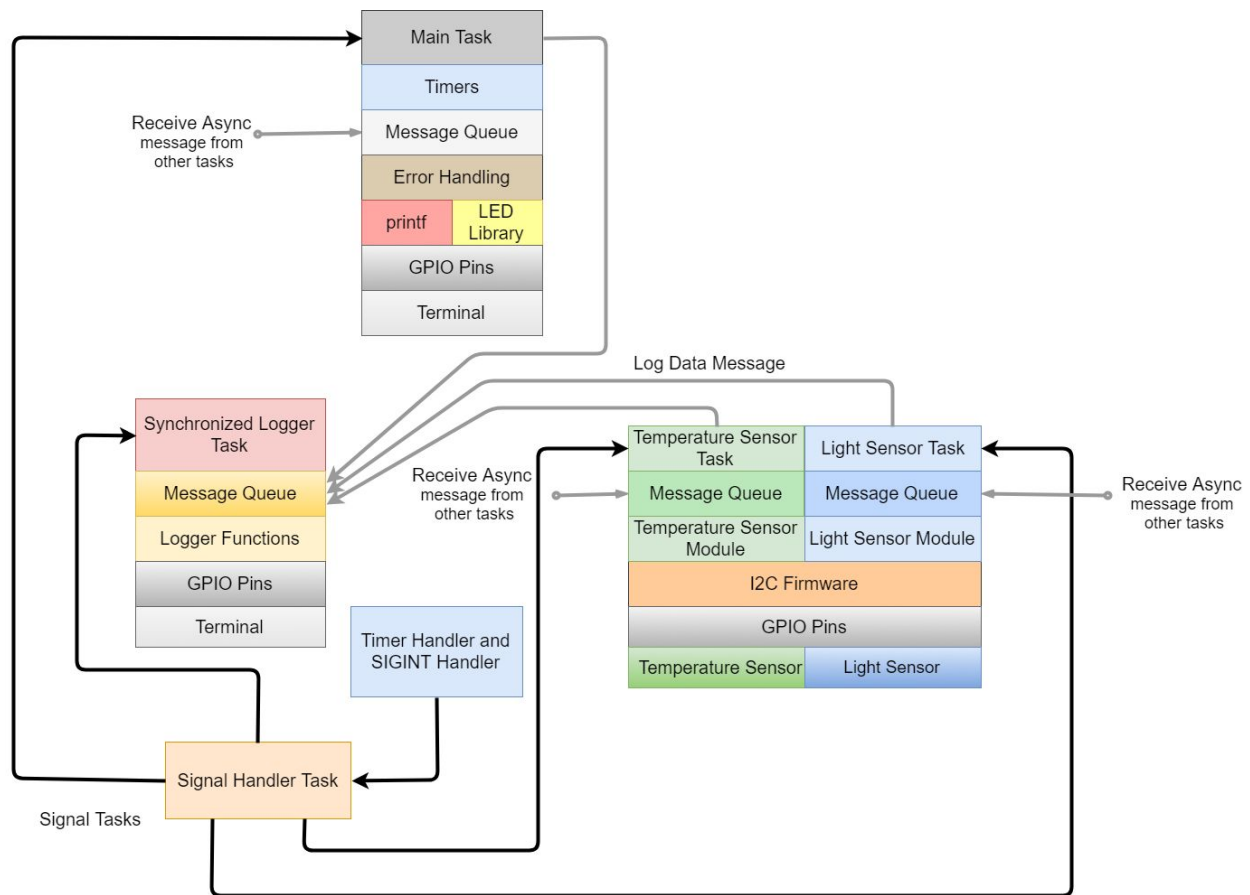 Main Task
Timers
Receive Async
message from
other tasks
Message Queue
Error Handling
printf
LED
Library
GPIO Pins
Terminal
Log Data Message
Synchronized Logger
Task
Message Queue
Logger Functions
GPIO Pins
Terminal
Receive Async
message from
other tasks
Temperature Sensor
Task
Light Sensor Task
Message Queue
Message Queue
Temperature Sensor
Module
Light Sensor Module
I2C Firmware
GPIO Pins
Temperature Sensor
Light Sensor
Receive Async
message from
other tasks
Timer Handler and
SIGINT Handler
Signal Handler Task
Signal Tasks